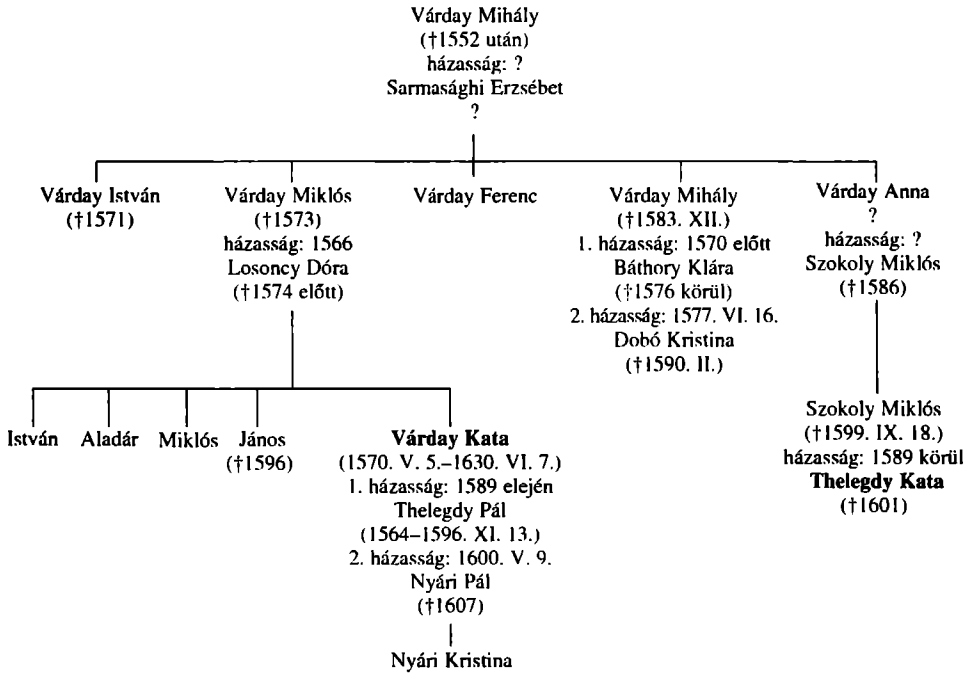 Várday Mihály
(†1552 után)
házasság: ?
Sarmasághi Erzsébet
?
Várday István
(†1571)
Várday Miklós
(†1573)
házasság: 1566
Losoncy Dóra
(†1574 előtt)
Várday Ferenc
Várday Mihály
(†1583. XII.)
1. házasság: 1570 előtt
Báthory Klára
(†1576 körül)
2. házasság: 1577. VI. 16.
Dobó Kristina
(†1590. II.)
Várday Anna
?
házasság: ?
Szokoly Miklós
(†1586)
István
Aladár
Miklós
János
(†1596)
Várday Kata
(1570. V. 5.–1630. VI. 7.)
1. házasság: 1589 elején
Thelegdy Pál
(1564–1596. XI. 13.)
2. házasság: 1600. V. 9.
Nyári Pál
(†1607)
Nyári Kristina
Szokoly Miklós
(†1599. IX. 18.)
házasság: 1589 körül
Thelegdy Kata
(†1601)